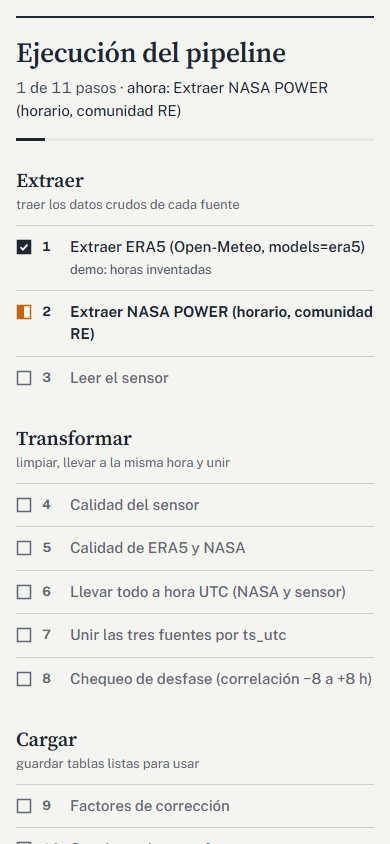 Ejecución del pipeline
1 de 11 pasos · ahora: Extraer NASA POWER
(horario, comunidad RE)
Extraer
traer los datos crudos de cada fuente
1 Extraer ERA5 (Open-Meteo, models=era5)
demo: horas inventadas
2 Extraer NASA POWER (horario, comunidad
RE)
3 Leer el sensor
Transformar
limpiar, llevar a la misma hora y unir
4 Calidad del sensor
5 Calidad de ERA5 y NASA
6 Llevar todo a hora UTC (NASA y sensor)
7 Unir las tres fuentes por ts_utc
8 Chequeo de desfase (correlación −8 a +8 h)
Cargar
guardar tablas listas para usar
9 Factores de corrección